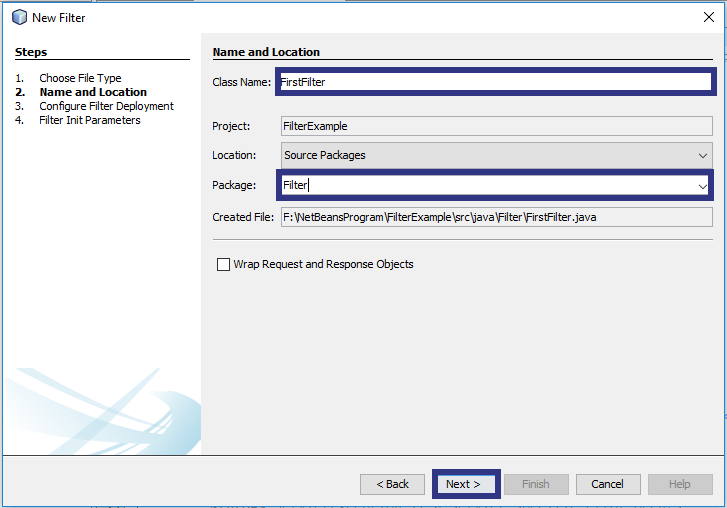 New Filter
Steps
1. Choose File Type
2. Name and Location
3. Configure Filter Deployment
4. Filter Init Parameters
Name and Location
Class Name: FirstFilter
Project: FilterExample
Location: Source Packages
Package: Filter
Created File: F:\NetBeansProgram\FilterExample\src\java\Filter\FirstFilter.java
Wrap Request and Response Objects
< Back Next > Finish Cancel Help